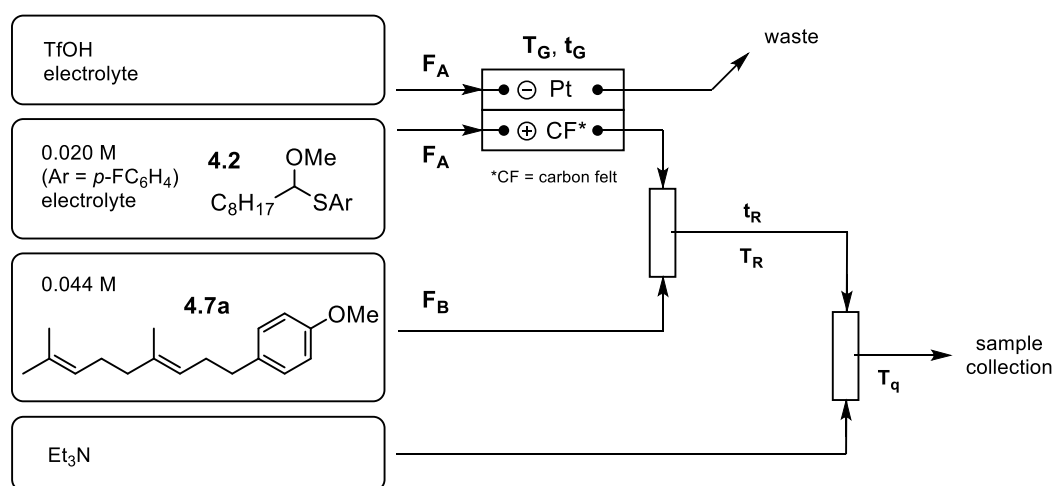 TfOH
electrolyte
F_A
T_G, t_G
⊖ Pt
waste
0.020 M
(Ar = p-FC6H4)
electrolyte
4.2
OMe
C8H17
SAr
F_A
⊕ CF*
*CF = carbon felt
t_R
T_R
0.044 M
4.7a
OMe
F_B
sample
collection
T_q
Et3N